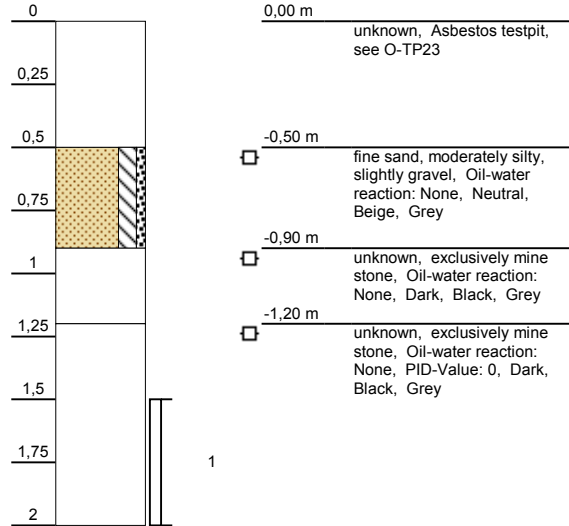 0
0,00 m
unknown, Asbestos testpit,
see O-TP23
0,25
0,5
-0,50 m
fine sand, moderately silty,
slightly gravel, Oil-water
reaction: None, Neutral,
Beige, Grey
0,75
-0,90 m
unknown, exclusively mine
stone, Oil-water reaction:
None, Dark, Black, Grey
1
-1,20 m
unknown, exclusively mine
stone, Oil-water reaction:
None, PID-Value: 0, Dark,
Black, Grey
1,25
1,5
1,75
1
2